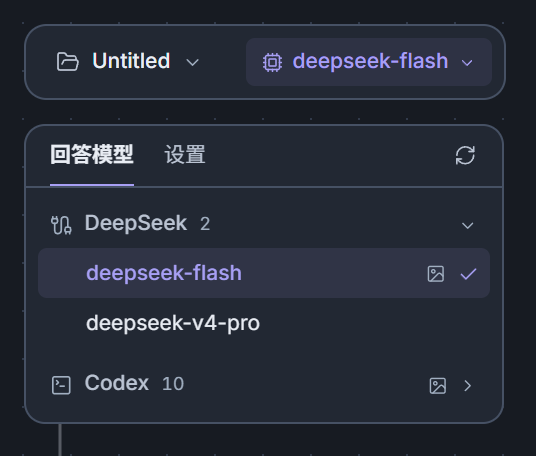 Untitled deepseek-flash
回答模型 设置
DeepSeek 2
deepseek-flash
deepseek-v4-pro
Codex 10